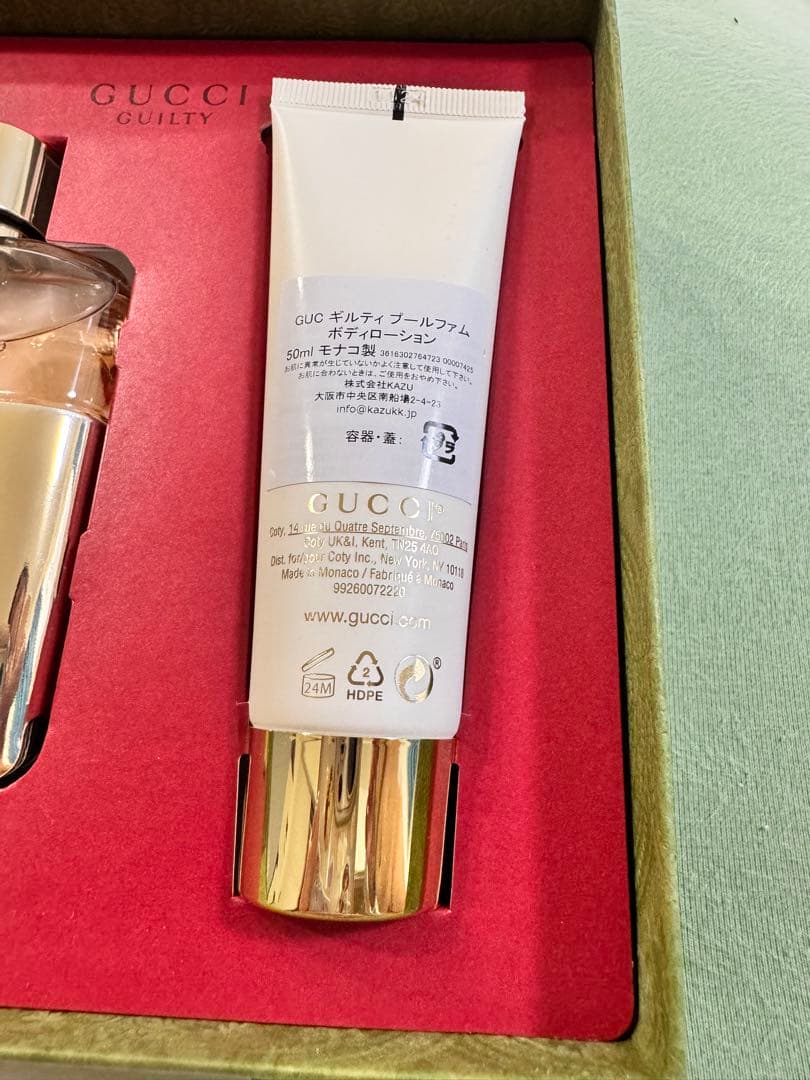 GUCCI
GUILTY
GUC ギルティ プールファム
ボディローション
50ml モナコ製 3616302764723 00007425
お肌に異常が生じていないかよく注意して使用して下さい。
お肌に合わないときは、ご使用をおやめ下さい。
株式会社KAZU
大阪市中央区南船場2-4-23
info@kazukk.jp
容器・蓋：
プラ
GUCCI
Coty, 14 rue du Quatre Septembre, 75002 Paris
Coty UK&I, Kent, TN25 4AQ
Dist. for/pour Coty Inc., New York, NY 10118
Made in Monaco / Fabriqué à Monaco
99260072220
www.gucci.com
24M
2
HDPE
®